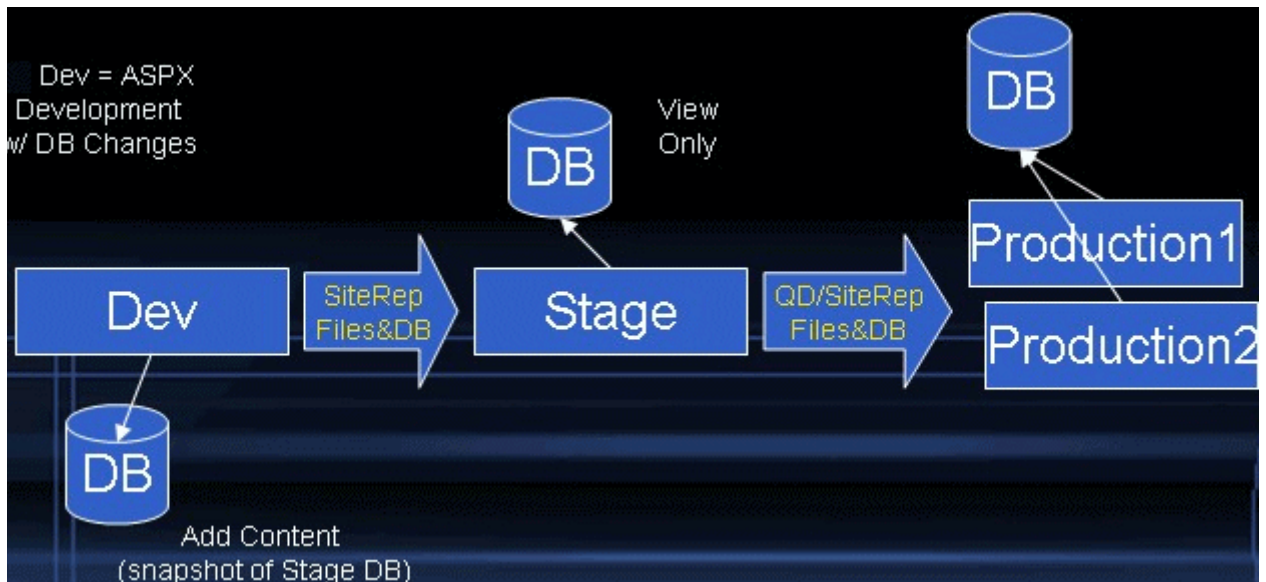 Dev = ASPX
Development
w/ DB Changes
DB
View
Only
DB
Dev
SiteRep
Files&DB
Stage
QD/SiteRep
Files&DB
Production1
Production2
DB
Add Content
(snapshot of Stage DB)